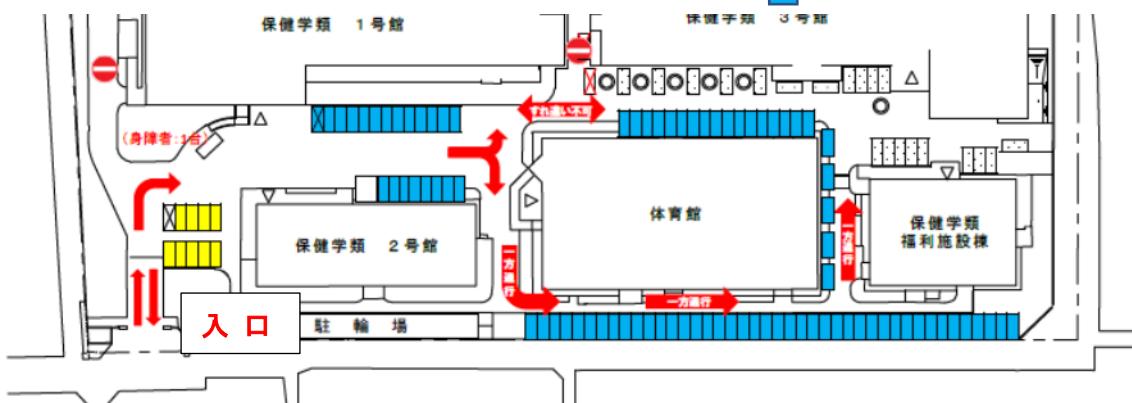 保健学類 1号館
保健学類 3号館
すれ違い不可
(身障者:1台)
体育館
保健学類 2号館
保健学類
福利施設棟
一方通行
一方通行
一方通行
入口
駐輪場